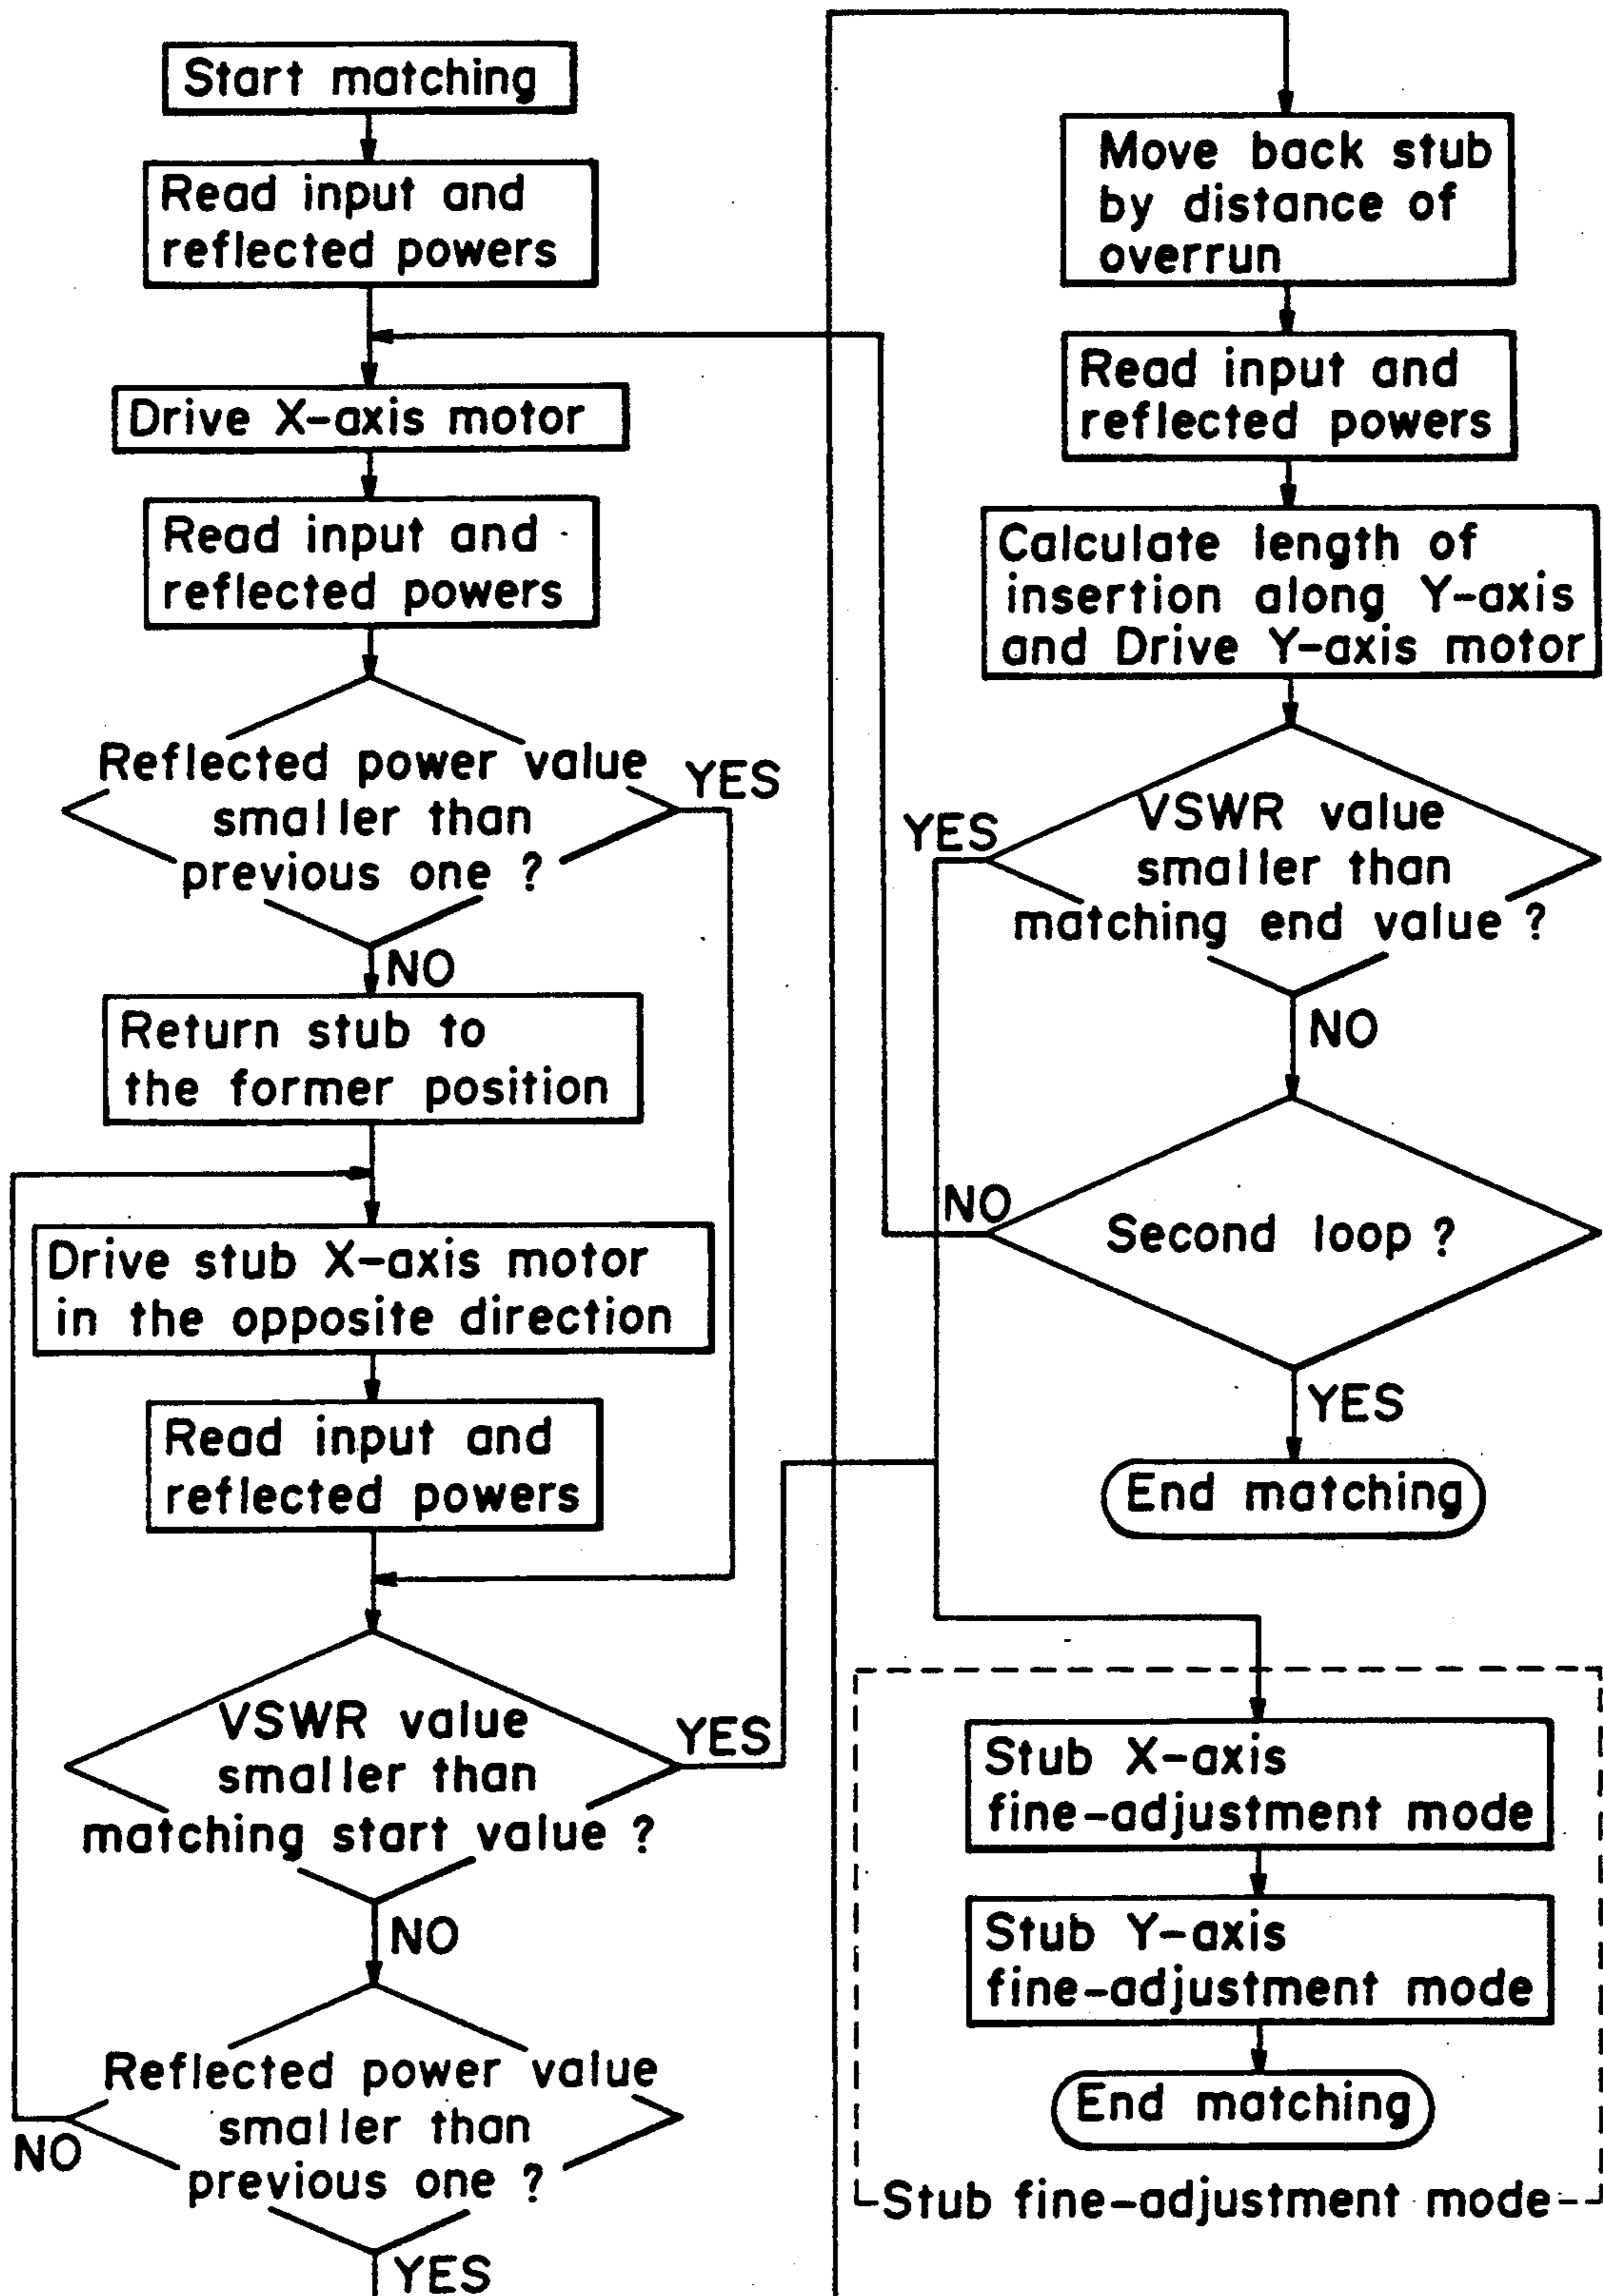 Start matching
Read input and
reflected powers
Drive X-axis motor
Read input and
reflected powers
Reflected power value
smaller than
previous one ?
YES
NO
Return stub to
the former position
Drive stub X-axis motor
in the opposite direction
Read input and
reflected powers
VSWR value
smaller than
matching start value ?
YES
NO
Reflected power value
smaller than
previous one ?
NO
YES
Move back stub
by distance of
overrun
Read input and
reflected powers
Calculate length of
insertion along Y-axis
and Drive Y-axis motor
VSWR value
smaller than
matching end value ?
YES
NO
Second loop ?
NO
YES
End matching
Stub X-axis
fine-adjustment mode
Stub Y-axis
fine-adjustment mode
End matching
Stub fine-adjustment mode